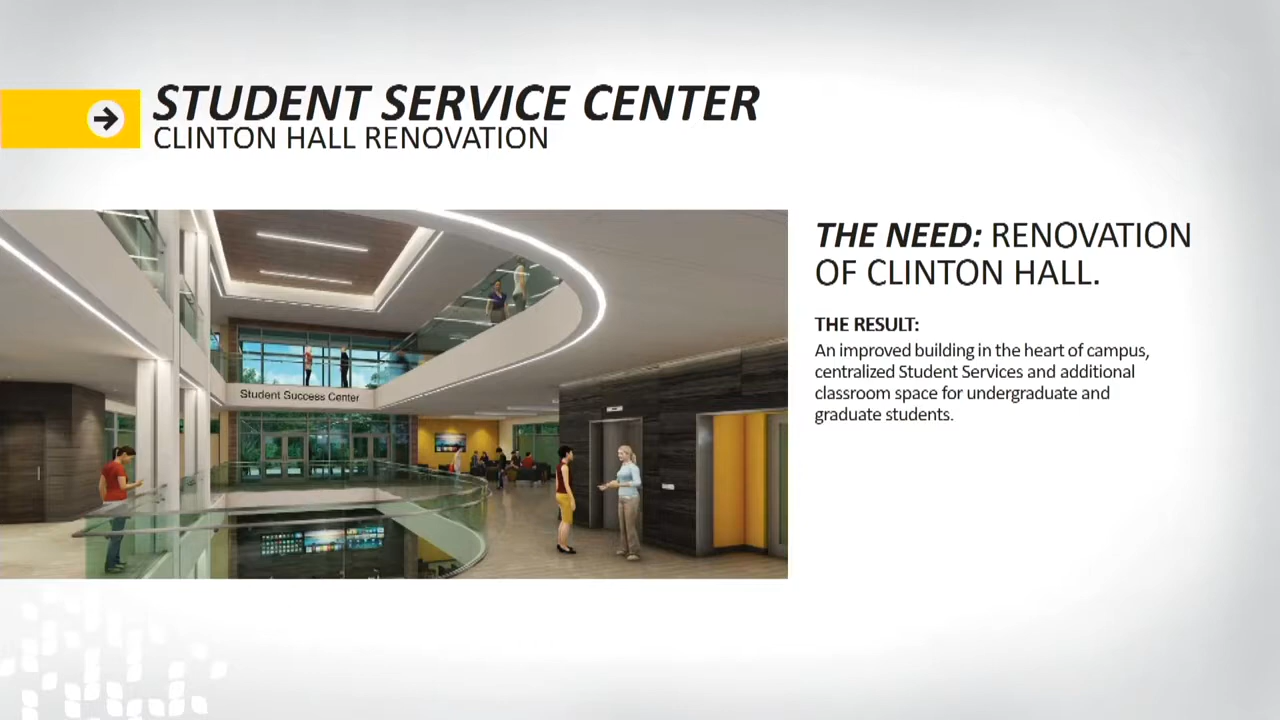 STUDENT SERVICE CENTER
CLINTON HALL RENOVATION
Student Success Center
THE NEED: RENOVATION
OF CLINTON HALL.
THE RESULT:
An improved building in the heart of campus,
centralized Student Services and additional
classroom space for undergraduate and
graduate students.